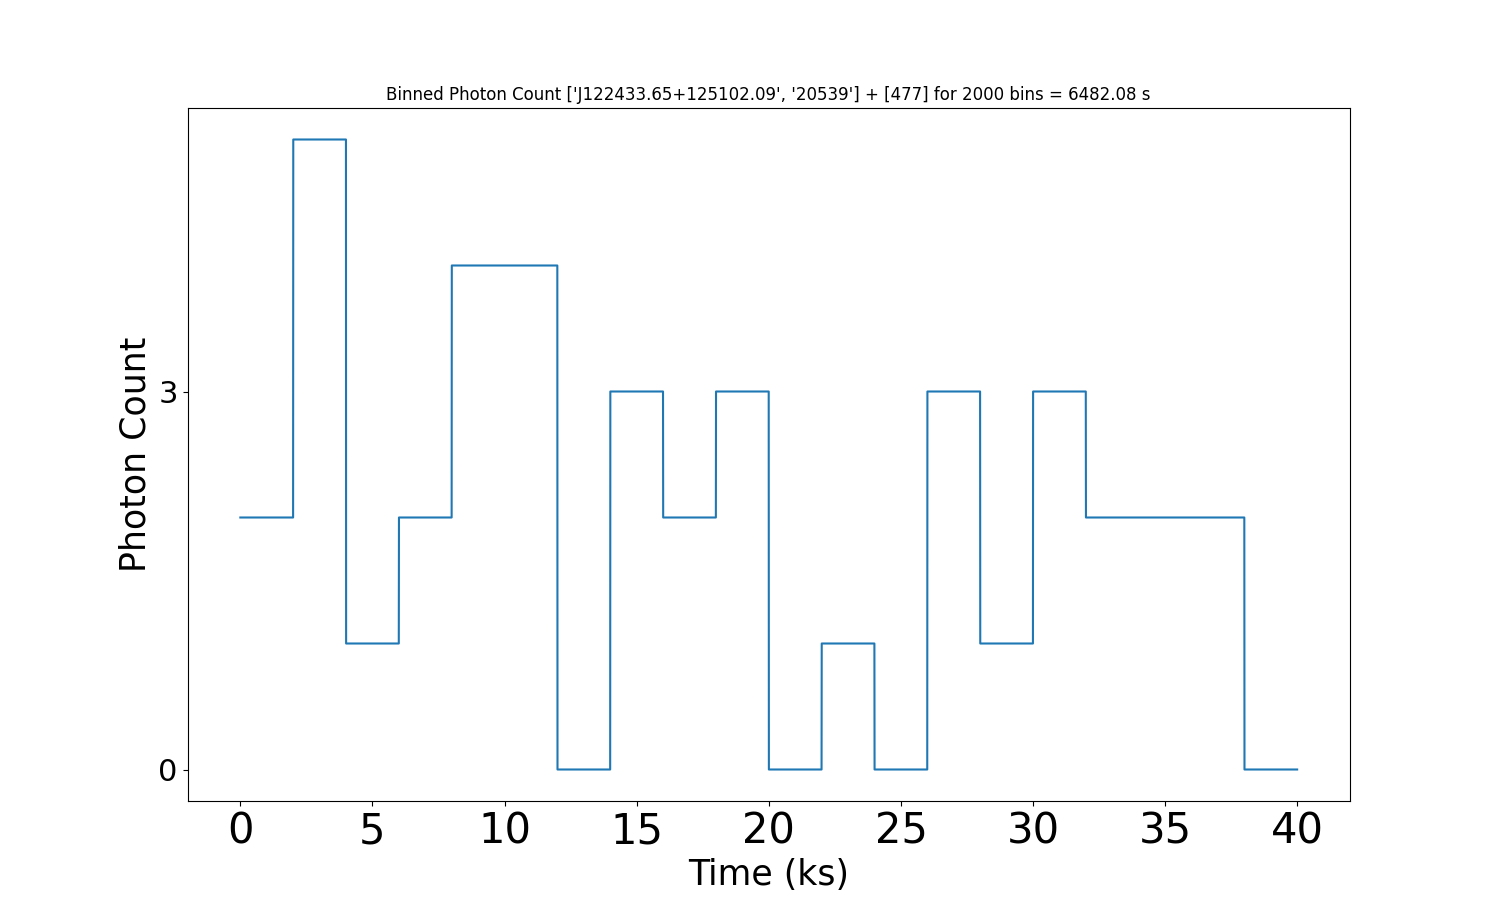 Binned Photon Count ['J122433.65+125102.09', '20539'] + [477] for 2000 bins = 6482.08 s
Photon Count
3
0
0 5 10 15 20 25 30 35 40
Time (ks)